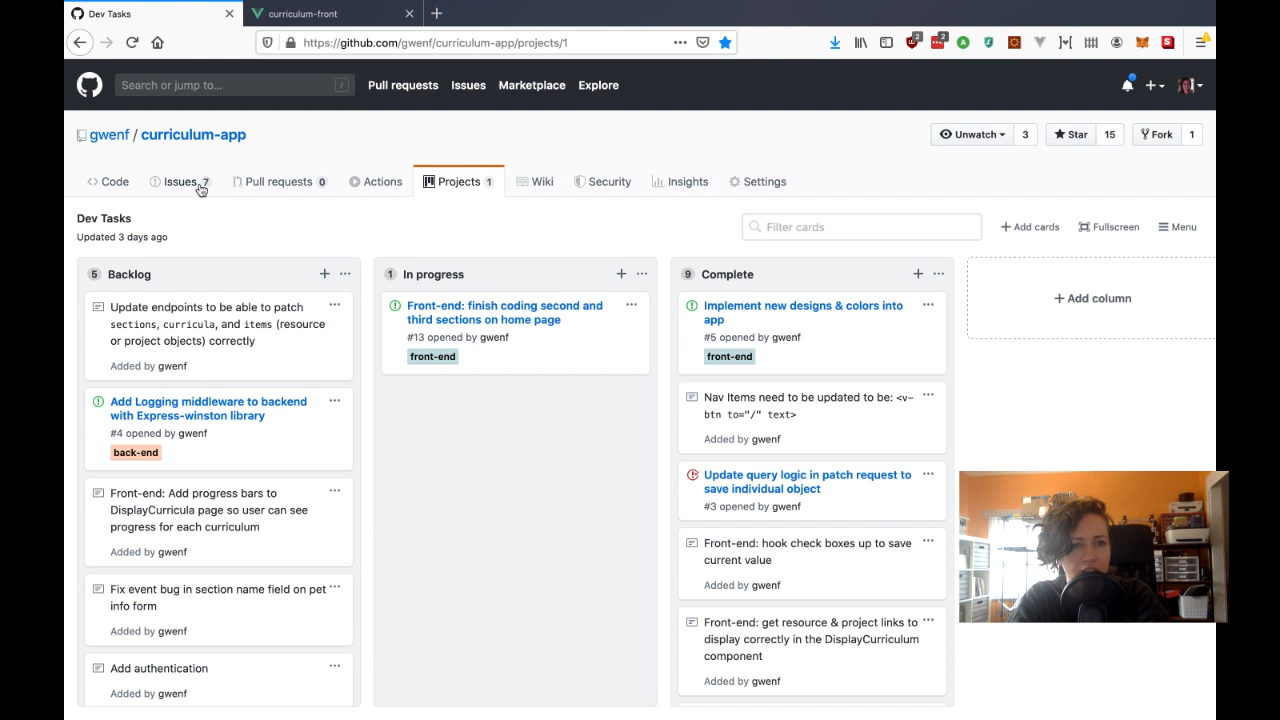 Dev Tasks
curriculum-front
https://github.com/gwenf/curriculum-app/projects/1
2
2
Search or jump to...
/
Pull requests
Issues
Marketplace
Explore
gwenf / curriculum-app
Unwatch
3
Star
15
Fork
1
Code
Issues 7
Pull requests 0
Actions
Projects 1
Wiki
Security
Insights
Settings
Dev Tasks
Updated 3 days ago
Filter cards
Add cards
Fullscreen
Menu
5 Backlog
Update endpoints to be able to patch
sections, curricula, and items (resource
or project objects) correctly
Added by gwenf
Add Logging middleware to backend
with Express-winston library
#4 opened by gwenf
back-end
Front-end: Add progress bars to
DisplayCurricula page so user can see
progress for each curriculum
Added by gwenf
Fix event bug in section name field on pet
info form
Added by gwenf
Add authentication
Added by gwenf
1 In progress
Front-end: finish coding second and
third sections on home page
#13 opened by gwenf
front-end
9 Complete
Implement new designs & colors into
app
#5 opened by gwenf
front-end
Nav Items need to be updated to be: <v-
btn to="/" text>
Added by gwenf
Update query logic in patch request to
save individual object
#3 opened by gwenf
Front-end: hook check boxes up to save
current value
Added by gwenf
Front-end: get resource & project links to
display correctly in the DisplayCurriculum
component
Added by gwenf
Add column